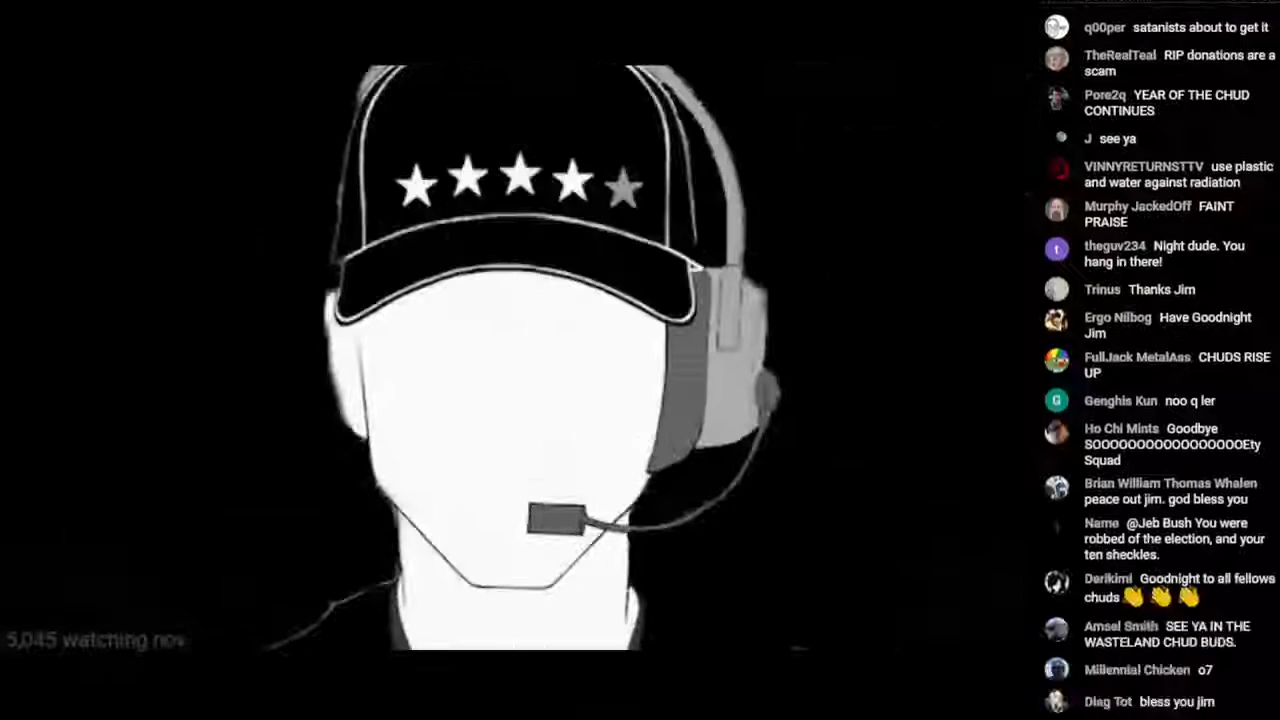 q00per satanists about to get it
TheRealTeal RIP donations are a
scam
Pore2q YEAR OF THE CHUD
CONTINUES
J see ya
VINNYRETURNSTTV use plastic
and water against radiation
Murphy JackedOff FAINT
PRAISE
theguv234 Night dude. You
hang in there!
t
Trinus Thanks Jim
Ergo Nilbog Have Goodnight
Jim
FullJack MetalAss CHUDS RISE
UP
G Genghis Kun noo q ler
Ho Chi Mints Goodbye
SOOOOOOOOOOOOOOOOOEty
Squad
Brian William Thomas Whalen
peace out jim. god bless you
Name @Jeb Bush You were
robbed of the election, and your
ten sheckles.
Derikimi Goodnight to all fellows
chuds
Amsel Smith SEE YA IN THE
WASTELAND CHUD BUDS.
5,045 watching now
Millennial Chicken o7
Diag Tot bless you jim